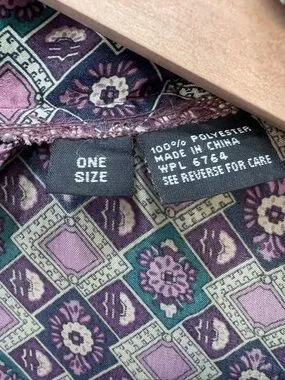 ONE
SIZE
100% POLYESTER
MADE IN CHINA
WPL 6764
SEE REVERSE FOR CARE